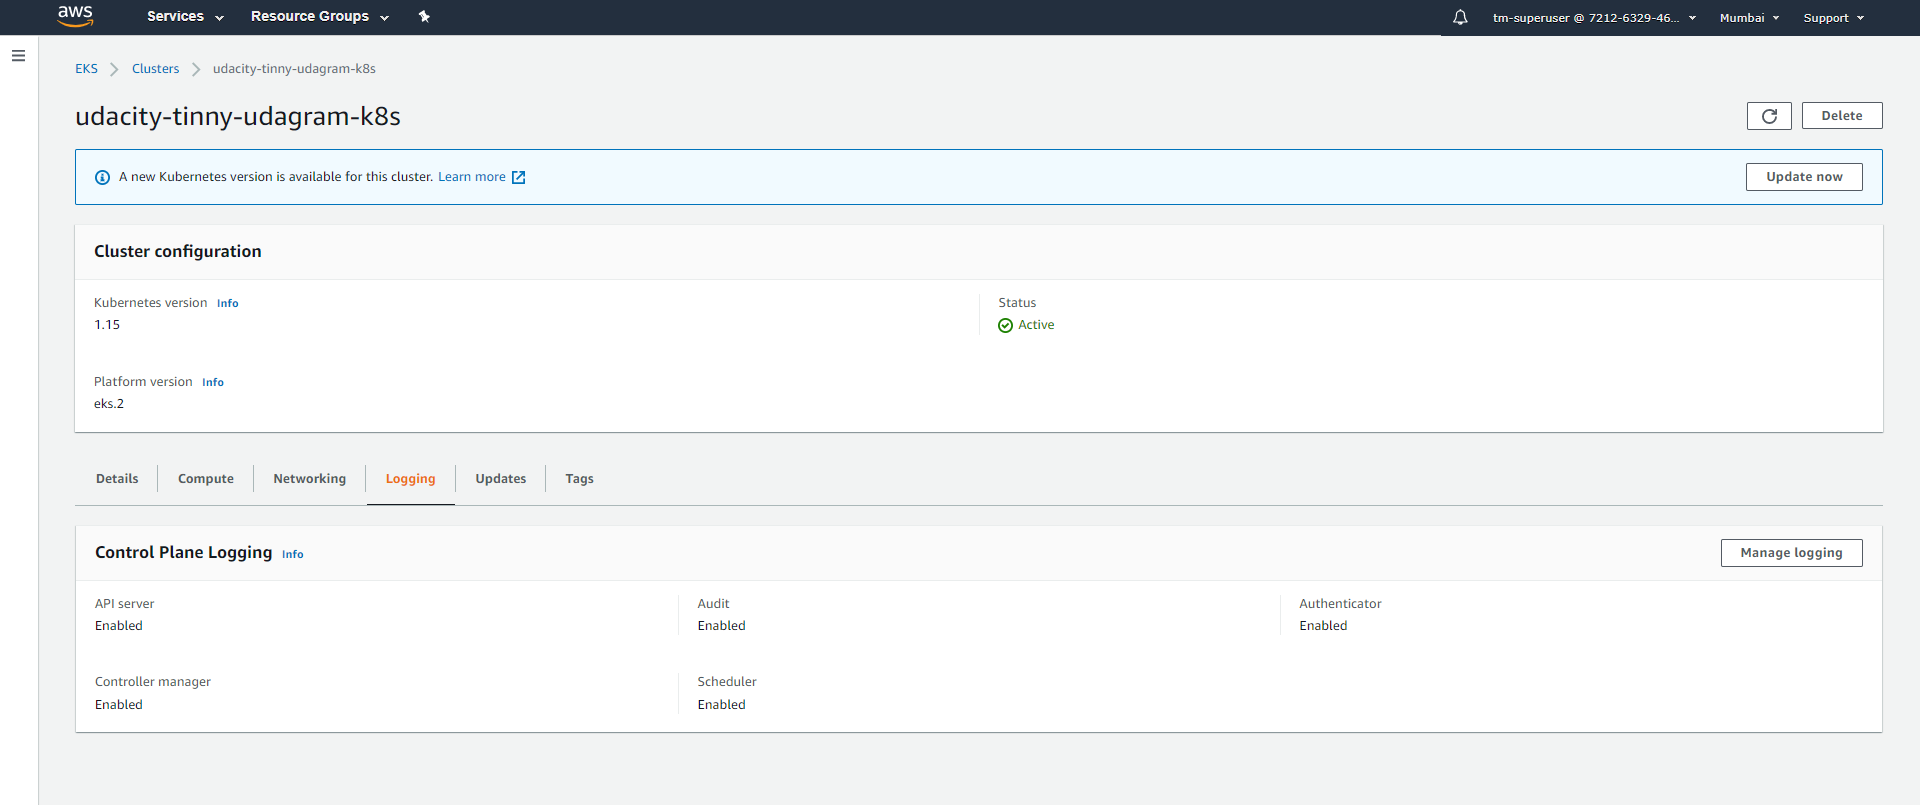 aws Services Resource Groups tm-superuser @ 7212-6329-46... Mumbai Support
EKS Clusters udacity-tinny-udagram-k8s
udacity-tinny-udagram-k8s Delete
A new Kubernetes version is available for this cluster. Learn more Update now
Cluster configuration
Kubernetes version Info Status
1.15 Active
Platform version Info
eks.2
Details Compute Networking Logging Updates Tags
Control Plane Logging Info Manage logging
API server Audit Authenticator
Enabled Enabled Enabled
Controller manager Scheduler
Enabled Enabled